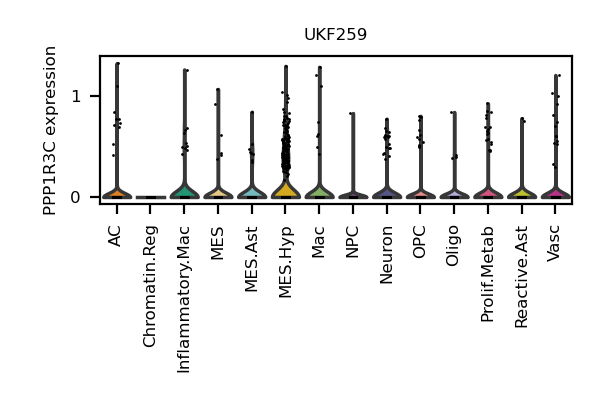 UKF259
PPP1R3C expression
1
0
AC
Chromatin.Reg
Inflammatory.Mac
MES
MES.Ast
MES.Hyp
Mac
NPC
Neuron
OPC
Oligo
Prolif.Metab
Reactive.Ast
Vasc